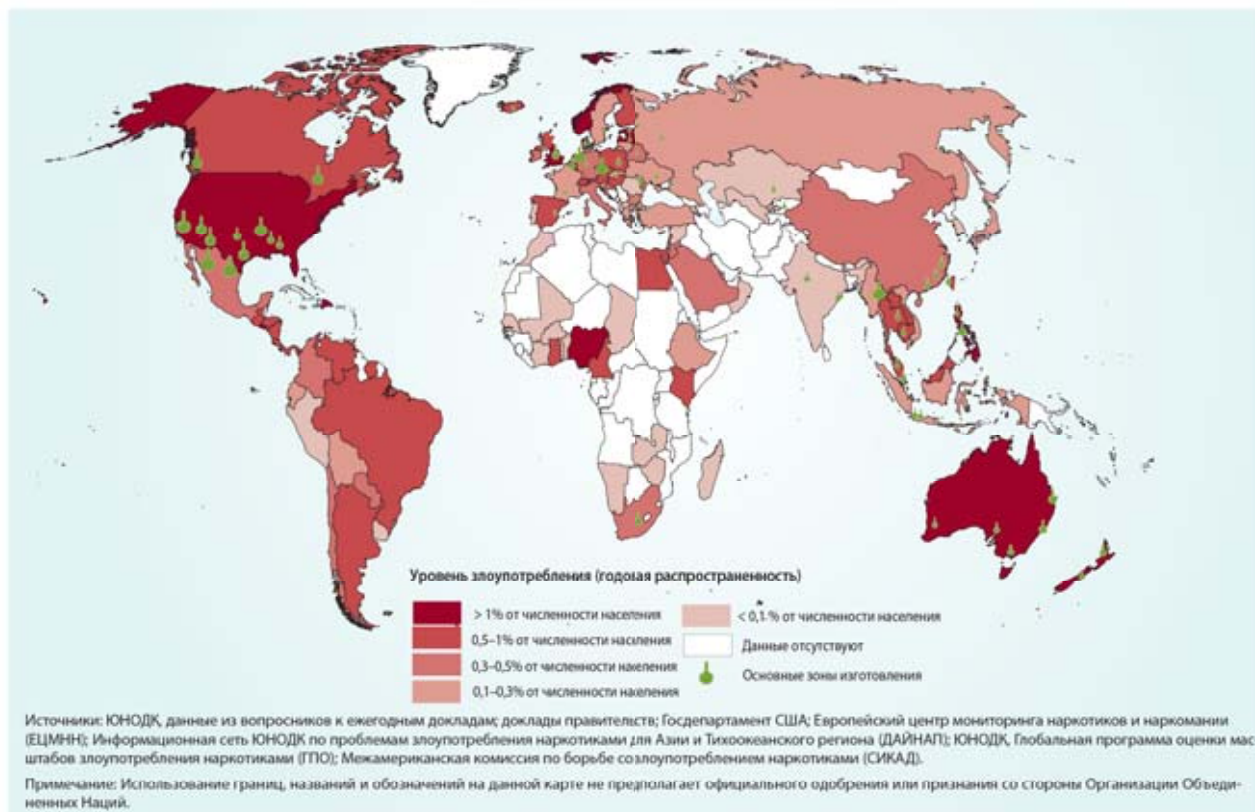 Уровень злоупотребления (годовая распространенность)
> 1% от численности населения
0,5–1% от численности населения
0,3–0,5% от численности населения
0,1–0,3% от численности населения
< 0,1% от численности населения
Данные отсутствуют
Основные зоны изготовления
Источники: ЮНОДК, данные из вопросников к ежегодным докладам; доклады правительств; Госдепартамент США; Европейский центр мониторинга наркотиков и наркомании
(ЕЦМНН); Информационная сеть ЮНОДК по проблемам злоупотребления наркотиками для Азии и Тихоокеанского региона (ДАЙНАП); ЮНОДК, Глобальная программа оценки мас
штабов злоупотребления наркотиками (ГПО); Межамериканская комиссия по борьбе со злоупотреблением наркотиками (СИКАД).
Примечание: Использование границ, названий и обозначений на данной карте не предполагает официального одобрения или признания со стороны Организации Объеди-
ненных Наций.